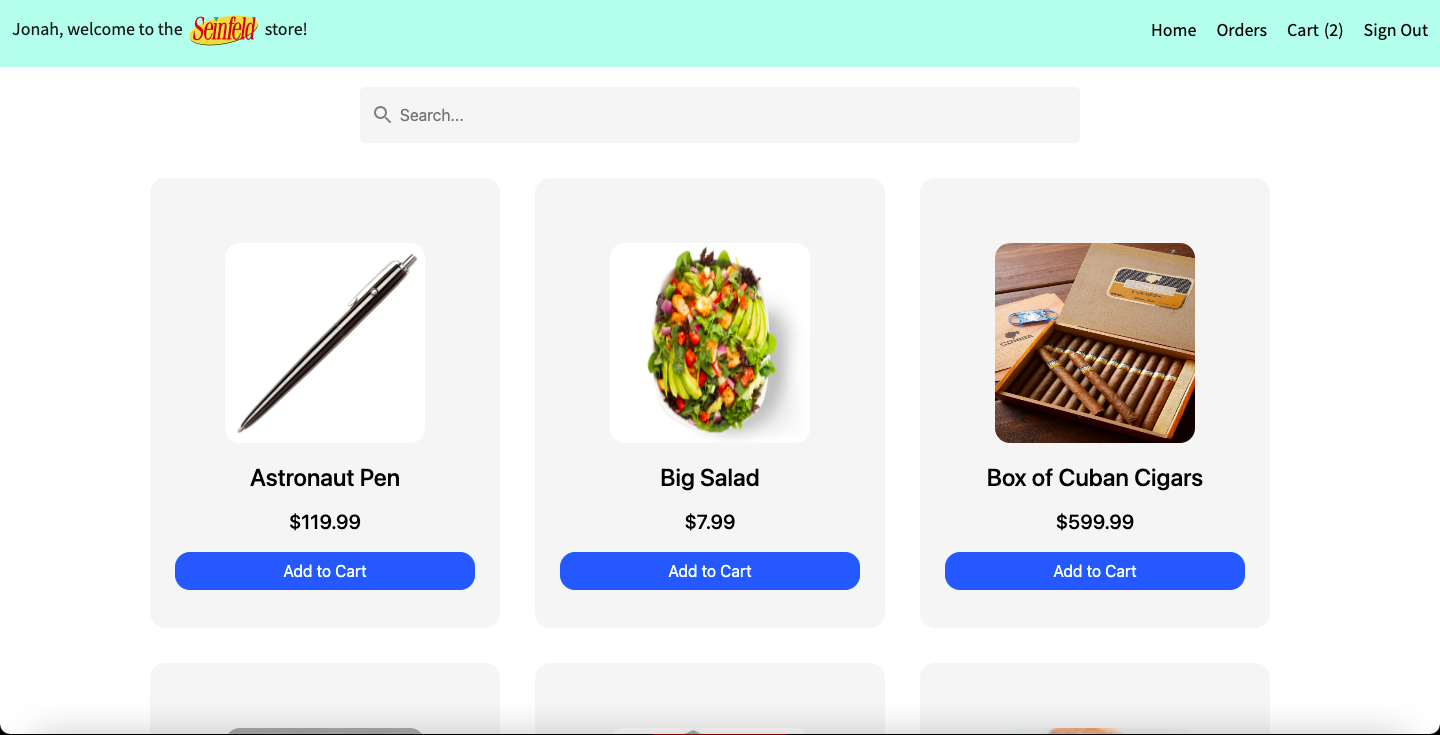 Jonah, welcome to the Seinfeld store!
Home Orders Cart (2) Sign Out
Search...
Astronaut Pen
$119.99
Add to Cart
Big Salad
$7.99
Add to Cart
Box of Cuban Cigars
$599.99
Add to Cart